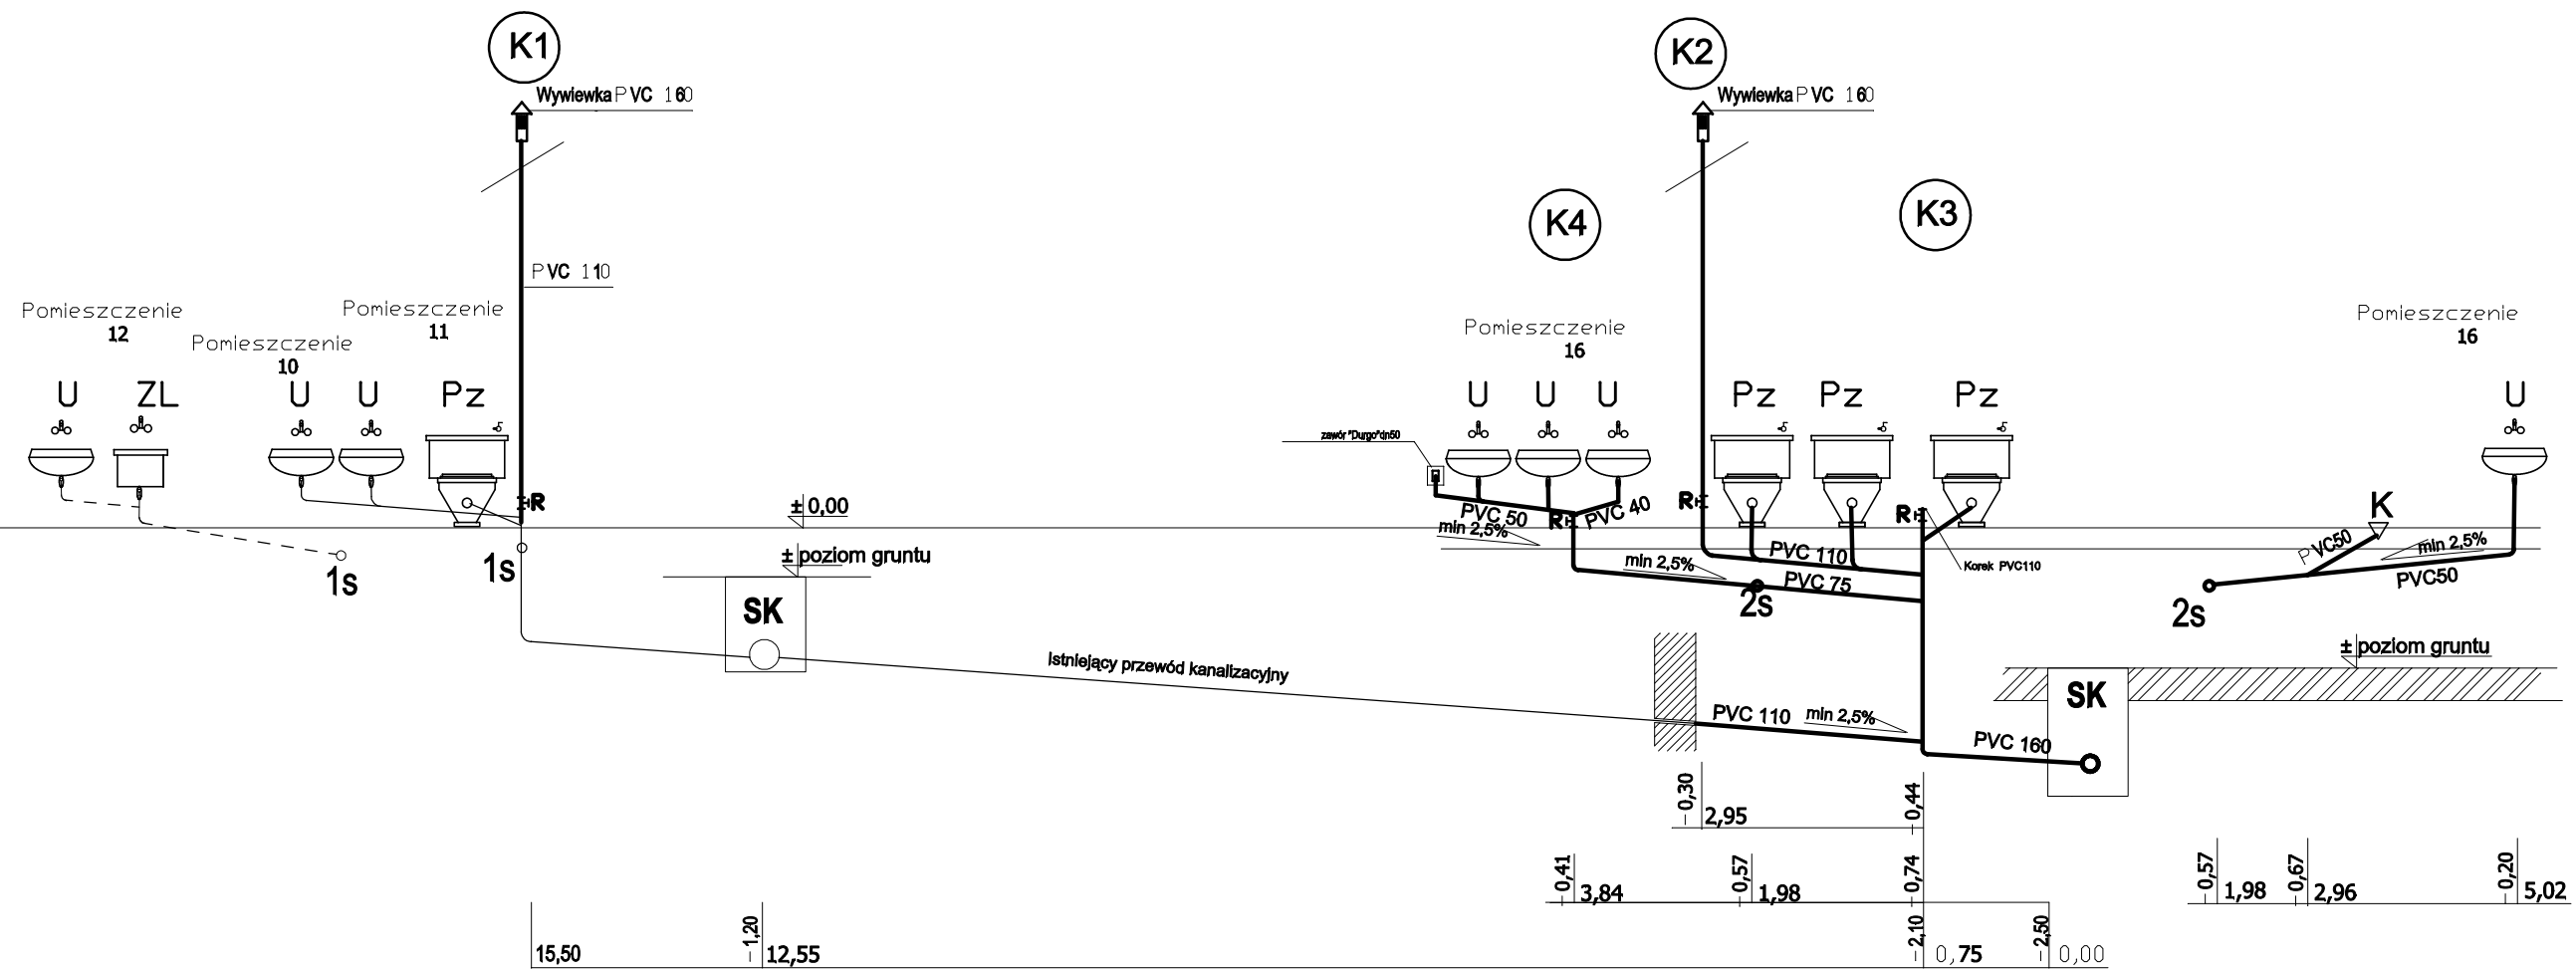 K1
K2
Wywiewka PVC 160
Wywiewka PVC 160
K4
K3
PVC 110
Pomieszczenie
12
Pomieszczenie
10
Pomieszczenie
11
Pomieszczenie
16
Pomieszczenie
16
U
ZL
U
U
Pz
U
U
U
Pz
Pz
Pz
U
zawór "Durgo"dn50
R
± 0,00
PVC 50
min 2,5%
R
PVC 40
R
R
K
PVC50
min 2,5%
PVC50
1s
1s
± poziom gruntu
SK
min 2,5%
PVC 110
PVC 75
2s
Korek PVC110
2s
± poziom gruntu
SK
Istniejący przewód kanalizacyjny
PVC 110
min 2,5%
PVC 160
-0,30
2,95
-0,44
-0,41
3,84
-0,57
1,98
-0,74
-0,57
1,98
-0,67
2,96
-0,20
5,02
15,50
-1,20
12,55
-2,10
0,75
-2,50
0,00